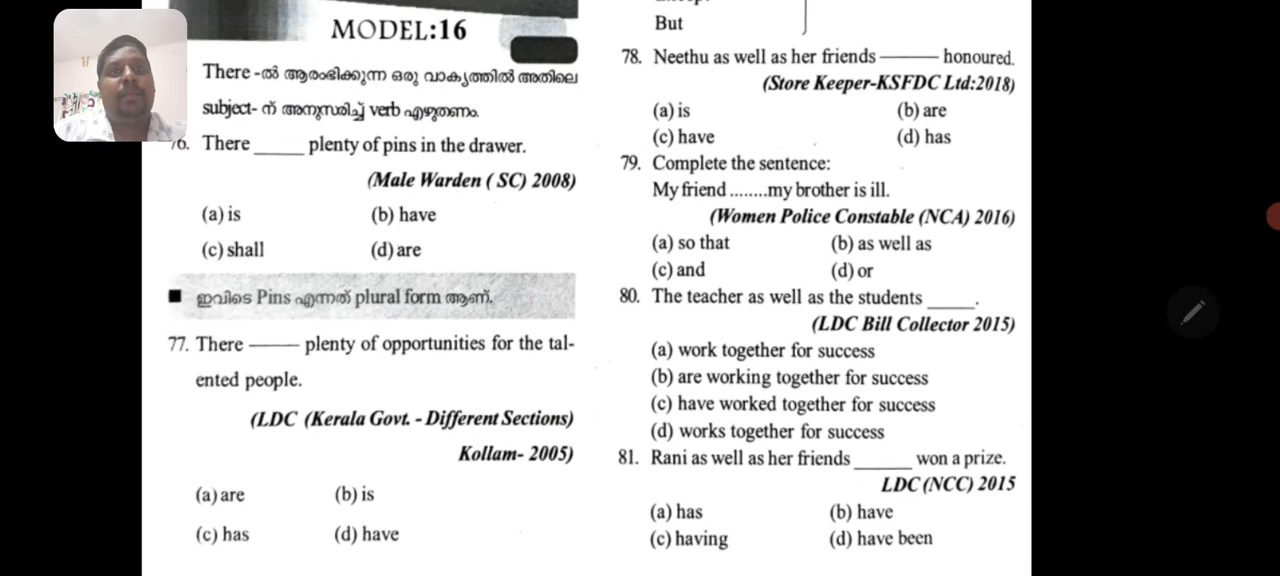 MODEL:16
There -ൽ ആരംഭിക്കുന്ന ഒരു വാക്യത്തിൽ അതിലെ
subject- ന് അനുസരിച്ച് verb എഴുതണം.
76. There _____ plenty of pins in the drawer.
(Male Warden ( SC) 2008)
(a) is (b) have
(c) shall (d) are
■ ഇവിടെ Pins എന്നത് plural form ആണ്.
77. There ——— plenty of opportunities for the tal-
ented people.
(LDC (Kerala Govt. - Different Sections)
Kollam- 2005)
(a) are (b) is
(c) has (d) have
But
78. Neethu as well as her friends ——— honoured.
(Store Keeper-KSFDC Ltd:2018)
(a) is (b) are
(c) have (d) has
79. Complete the sentence:
My friend ........my brother is ill.
(Women Police Constable (NCA) 2016)
(a) so that (b) as well as
(c) and (d) or
80. The teacher as well as the students _____.
(LDC Bill Collector 2015)
(a) work together for success
(b) are working together for success
(c) have worked together for success
(d) works together for success
81. Rani as well as her friends ______ won a prize.
LDC (NCC) 2015
(a) has (b) have
(c) having (d) have been